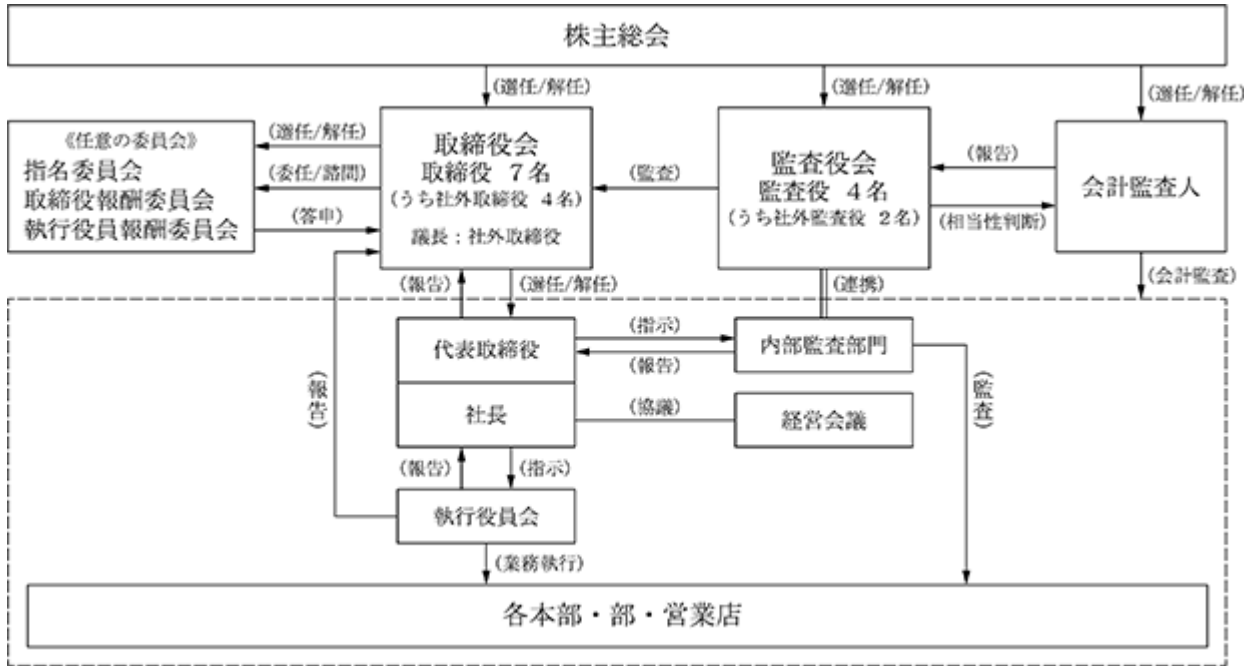 株主総会
(選任/解任)
(選任/解任)
(選任/解任)
《任意の委員会》
指名委員会
取締役報酬委員会
執行役員報酬委員会
(選任/解任)
(委任/諮問)
(答申)
取締役会
取締役 7名
(うち社外取締役 4名)
議長:社外取締役
(監査)
監査役会
監査役 4名
(うち社外監査役 2名)
(報告)
(相当性判断)
会計監査人
(報告)
(選任/解任)
(連携)
(会計監査)
代表取締役
(指示)
(報告)
内部監査部門
(報告)
社長
(協議)
経営会議
(監査)
(報告)
(指示)
執行役員会
(業務執行)
各本部・部・営業店